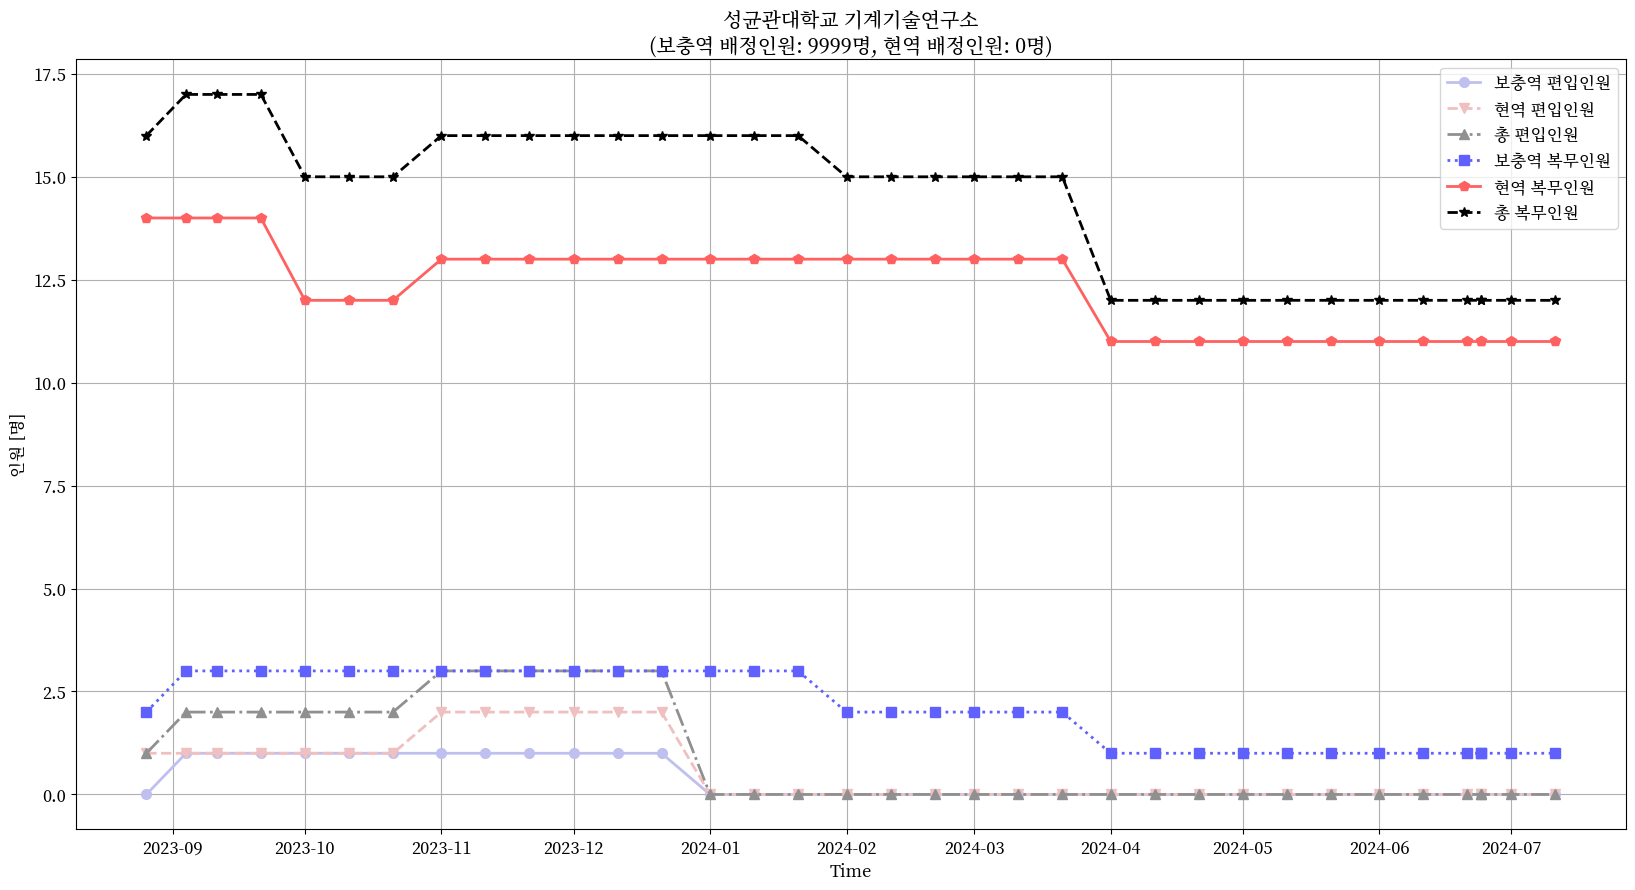 성균관대학교 기계기술연구소
(보충역 배정인원: 9999명, 현역 배정인원: 0명)
17.5
15.0
12.5
10.0
7.5
5.0
2.5
0.0
인원 [명]
보충역 편입인원
현역 편입인원
총 편입인원
보충역 복무인원
현역 복무인원
총 복무인원
2023-09 2023-10 2023-11 2023-12 2024-01 2024-02 2024-03 2024-04 2024-05 2024-06 2024-07
Time